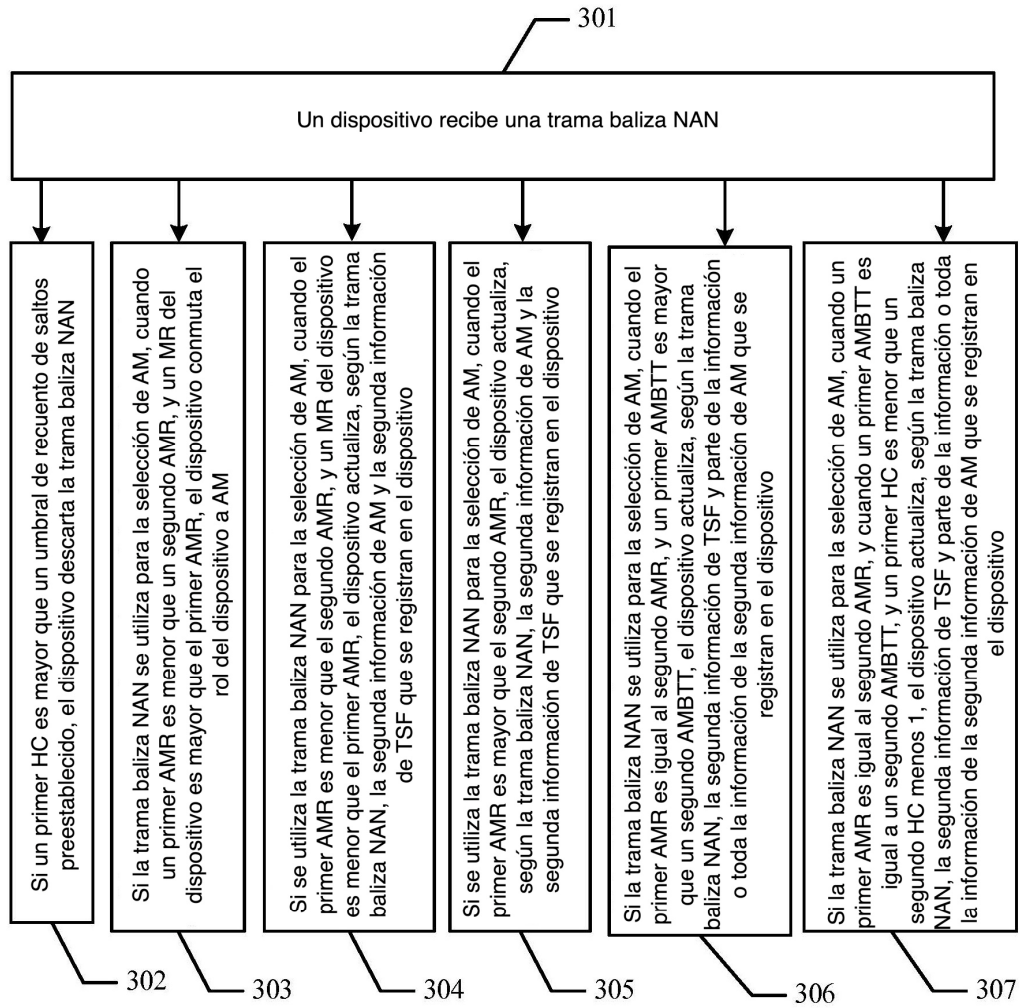 301
Un dispositivo recibe una trama baliza NAN
Si un primer HC es mayor que un umbral de recuento de saltos
preestablecido, el dispositivo descarta la trama baliza NAN
302
Si la trama baliza NAN se utiliza para la selección de AM, cuando
un primer AMR es menor que un segundo AMR, y un MR del
dispositivo es mayor que el primer AMR, el dispositivo conmuta el
rol del dispositivo a AM
303
Si se utiliza la trama baliza NAN para la selección de AM, cuando el
primer AMR es menor que el segundo AMR, y un MR del dispositivo
es menor que el primer AMR, el dispositivo actualiza, según la trama
baliza NAN, la segunda información de AM y la segunda información
de TSF que se registran en el dispositivo
304
Si se utiliza la trama baliza NAN para la selección de AM, cuando el
primer AMR es mayor que el segundo AMR, el dispositivo actualiza,
según la trama baliza NAN, la segunda información de AM y la
segunda información de TSF que se registran en el dispositivo
305
Si la trama baliza NAN se utiliza para la selección de AM, cuando el
primer AMR es igual al segundo AMR, y un primer AMBTT es mayor
que un segundo AMBTT, el dispositivo actualiza, según la trama
baliza NAN, la segunda información de TSF y parte de la información
o toda la información de la segunda información de AM que se
registran en el dispositivo
306
Si la trama baliza NAN se utiliza para la selección de AM, cuando un
primer AMR es igual al segundo AMR, y cuando un primer AMBTT es
igual a un segundo AMBTT, y un primer HC es menor que un
segundo HC menos 1, el dispositivo actualiza, según la trama baliza
NAN, la segunda información de TSF y parte de la información o toda
la información de la segunda información de AM que se registran en
el dispositivo
307